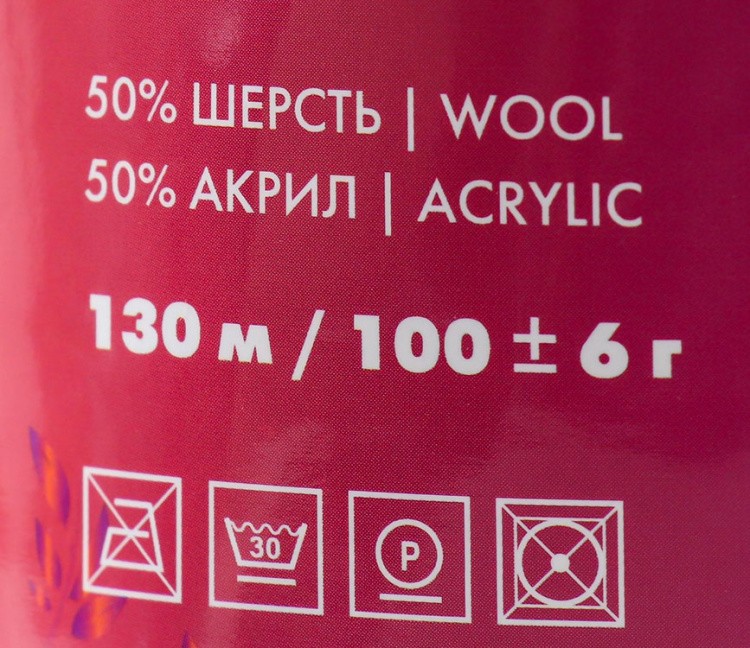 50% ШЕРСТЬ | WOOL
50% АКРИЛ | ACRYLIC
130 м / 100 ± 6 г
30 P